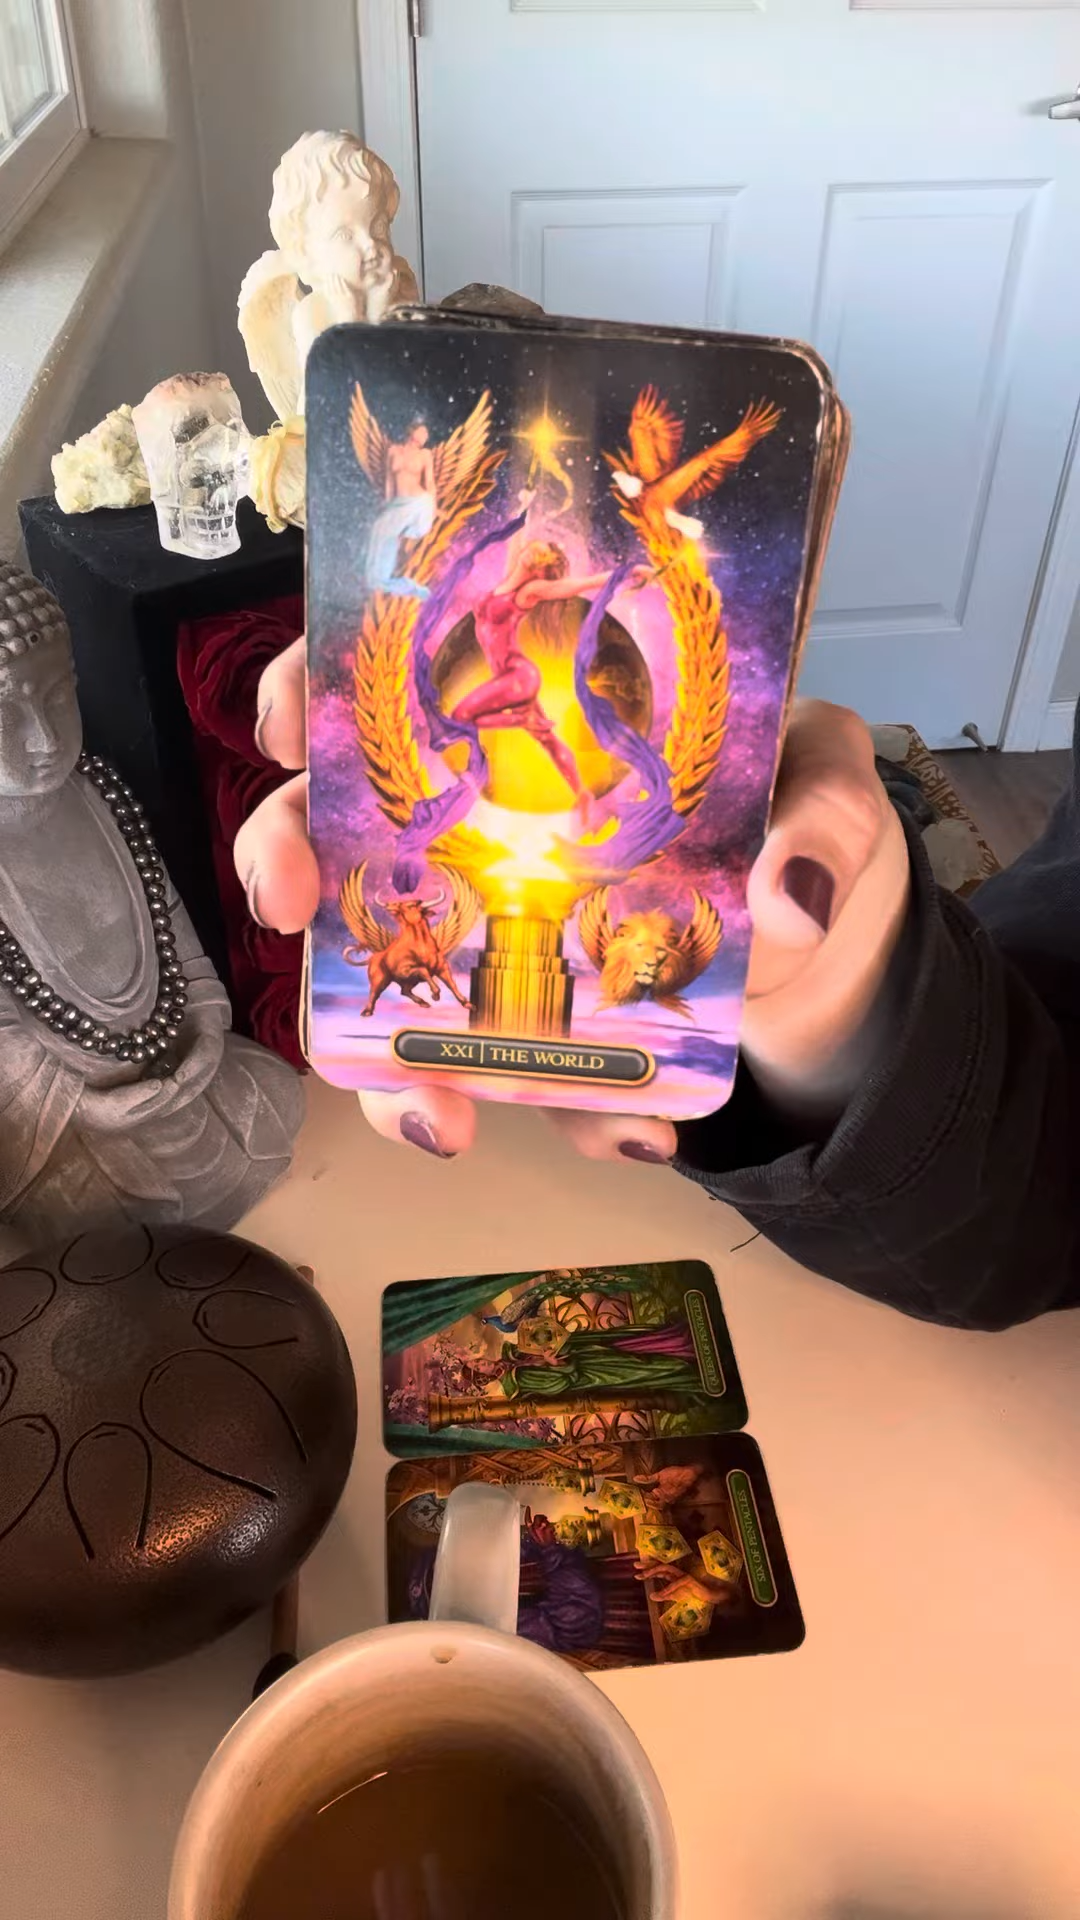 XXI | THE WORLD
QUEEN OF PENTACLES
SIX OF PENTACLES